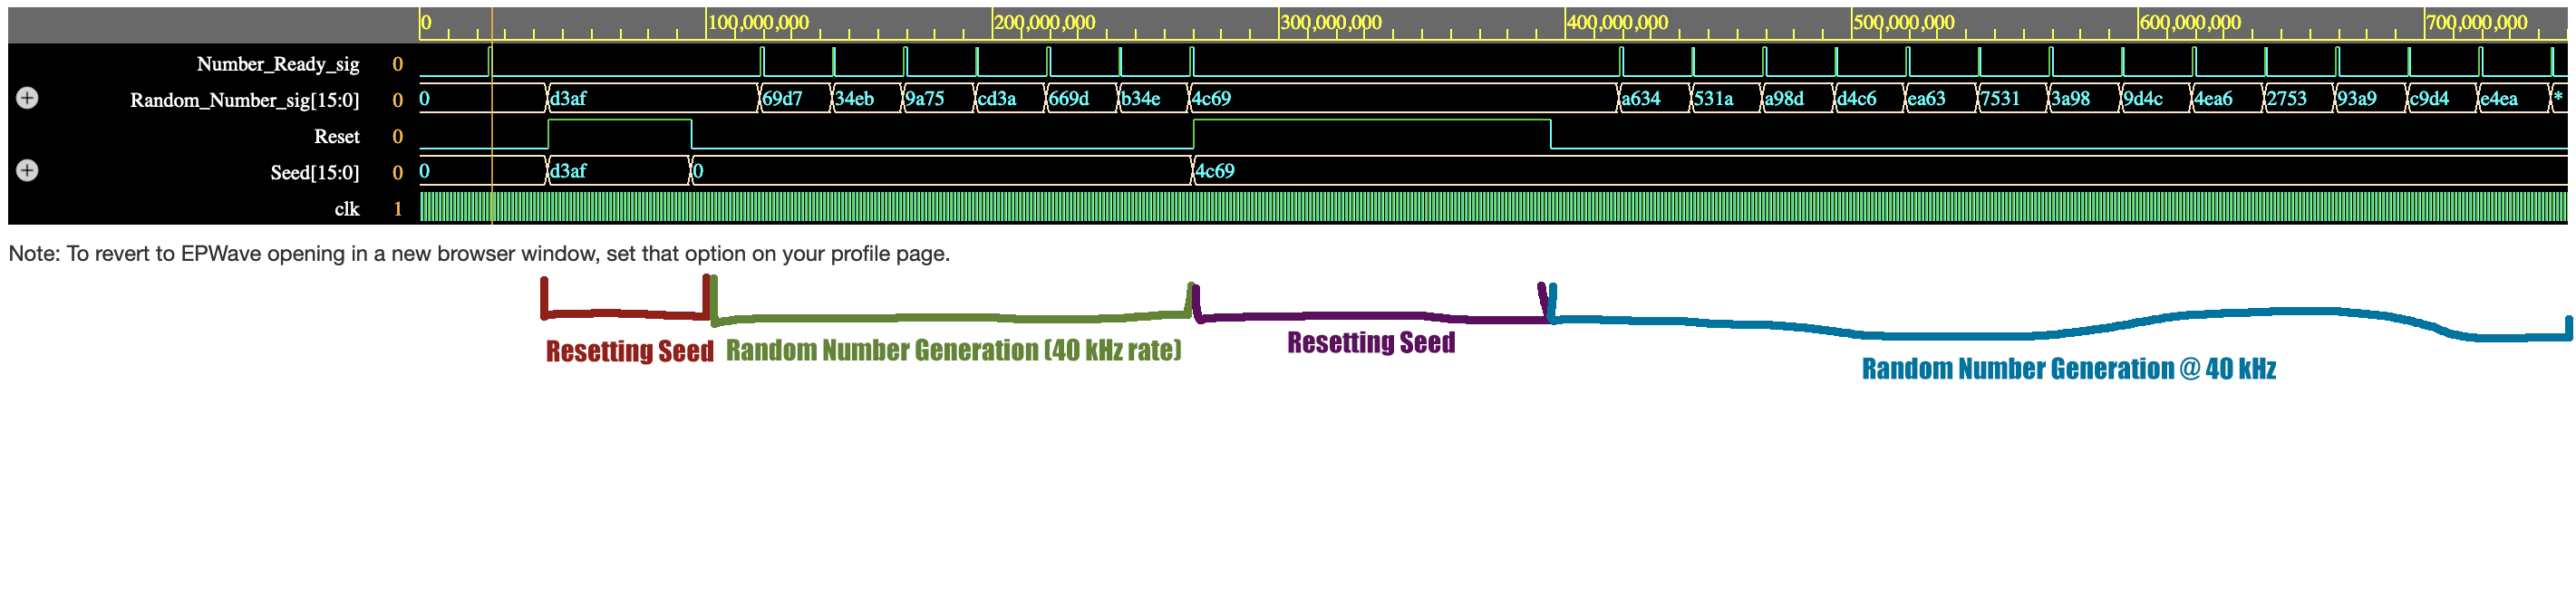 0 100,000,000 200,000,000 300,000,000 400,000,000 500,000,000 600,000,000 700,000,000
Number_Ready_sig 0
Random_Number_sig[15:0] 0 0 d3af 69d7 34eb 9a75 cd3a 669d b34e 4c69 a634 531a a98d d4c6 ea63 7531 3a98 9d4c 4ea6 2753 93a9 c9d4 e4ea *
Reset 0
Seed[15:0] 0 0 d3af 0 4c69
clk 1
Note: To revert to EPWave opening in a new browser window, set that option on your profile page.
Resetting Seed Random Number Generation (40 kHz rate) Resetting Seed Random Number Generation @ 40 kHz